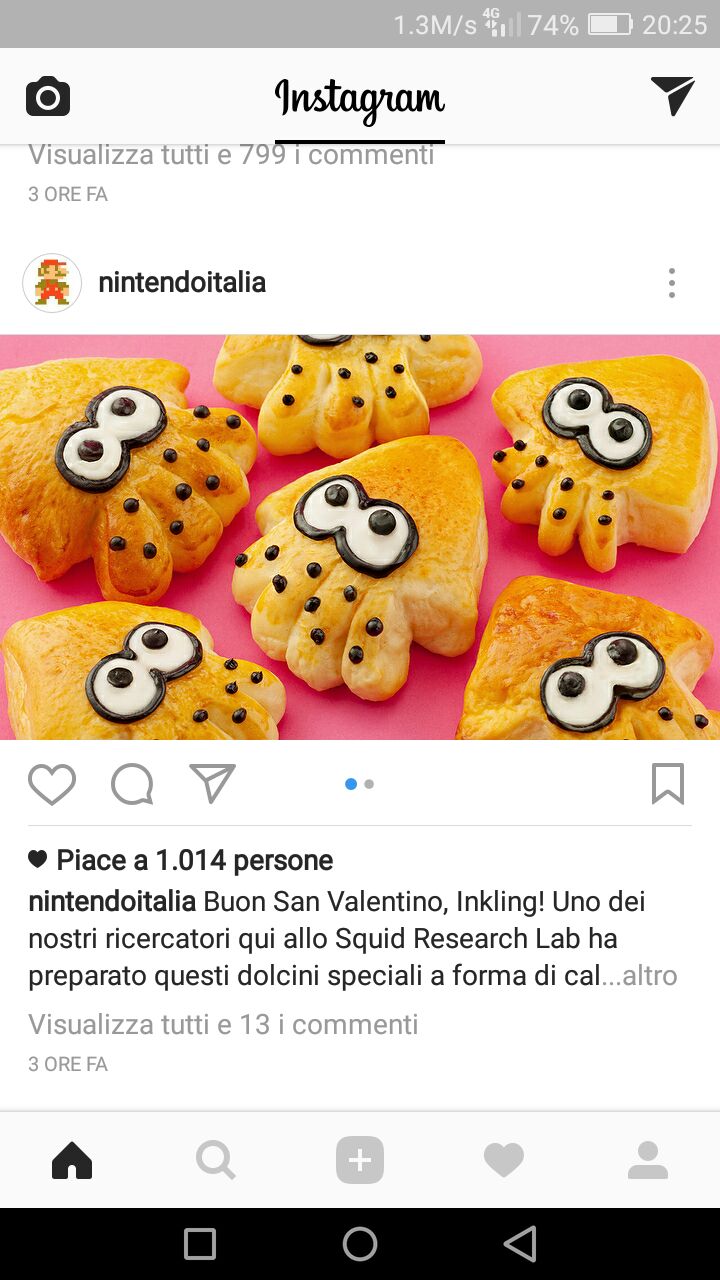 1.3M/s 4G 74% 20:25
Instagram
Visualizza tutti e 799 i commenti
3 ORE FA
nintendoitalia
Piace a 1.014 persone
nintendoitalia Buon San Valentino, Inkling! Uno dei
nostri ricercatori qui allo Squid Research Lab ha
preparato questi dolcini speciali a forma di cal...altro
Visualizza tutti e 13 i commenti
3 ORE FA